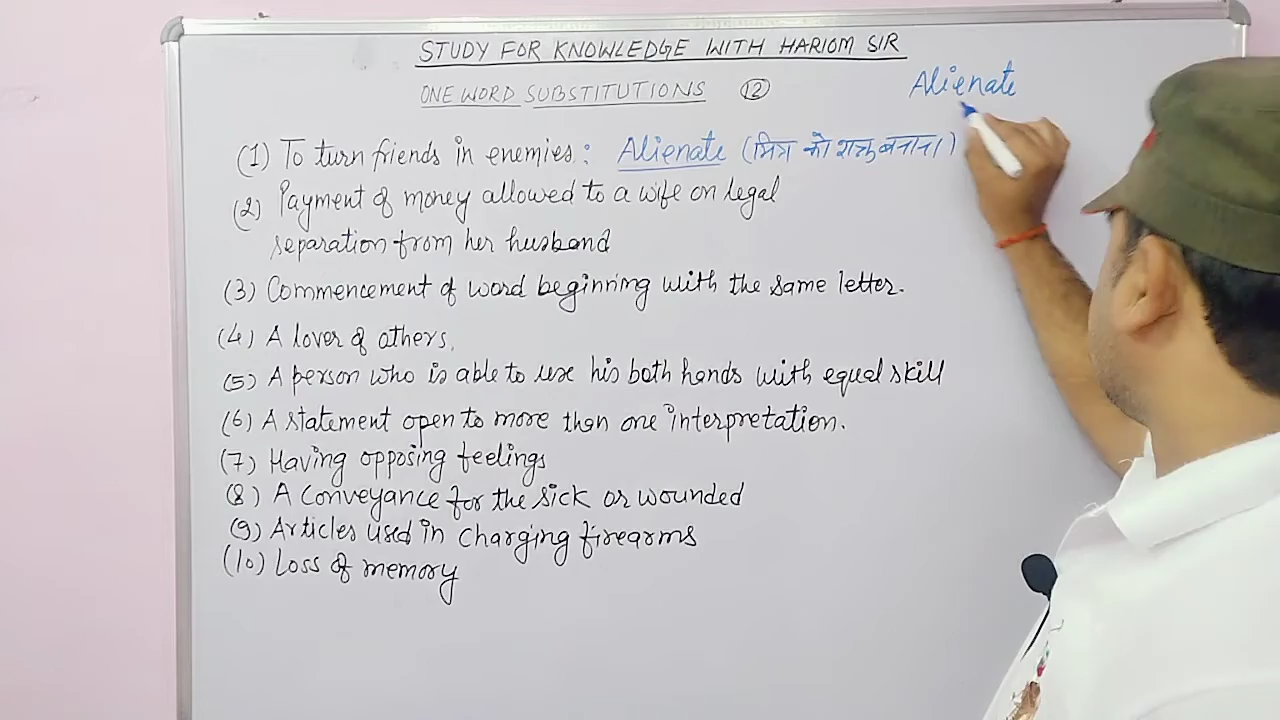 STUDY FOR KNOWLEDGE WITH HARIOM SIR
ONE WORD SUBSTITUTIONS (12)
Alienate
(1) To turn friends in enemies: Alienate (मित्र को शत्रु बनाना)
(2) Payment of money allowed to a wife on legal
separation from her husband
(3) Commencement of word beginning with the same letter.
(4) A lover of others.
(5) A person who is able to use his both hands with equal skill
(6) A statement open to more than one interpretation.
(7) Having opposing feelings
(8) A conveyance for the sick or wounded
(9) Articles used in charging firearms
(10) Loss of memory